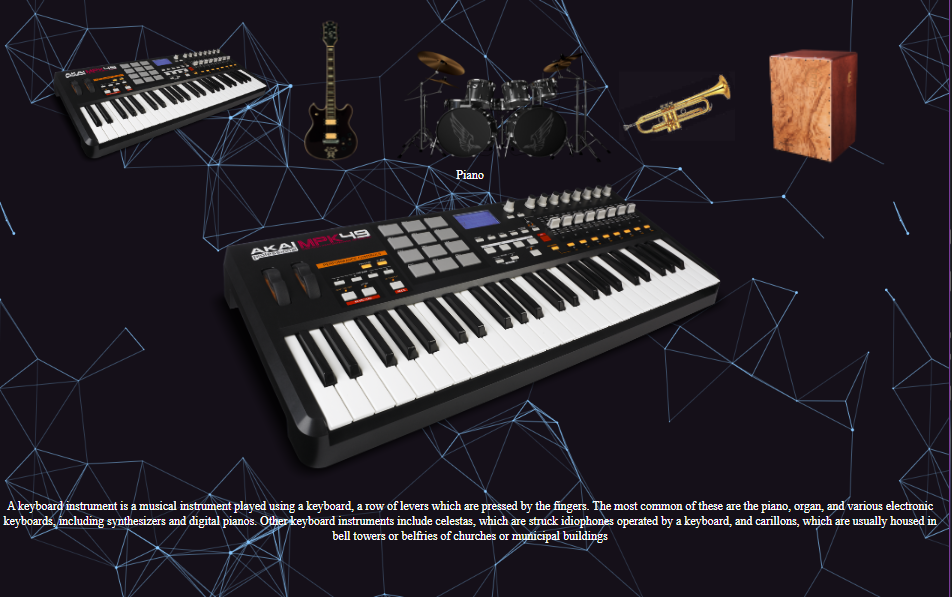 AKAI MPK49
Piano
AKAI MPK49
PROFESSIONAL
A keyboard instrument is a musical instrument played using a keyboard, a row of levers which are pressed by the fingers. The most common of these are the piano, organ, and various electronic
keyboards, including synthesizers and digital pianos. Other keyboard instruments include celestas, which are struck idiophones operated by a keyboard, and carillons, which are usually housed in
bell towers or belfries of churches or municipal buildings